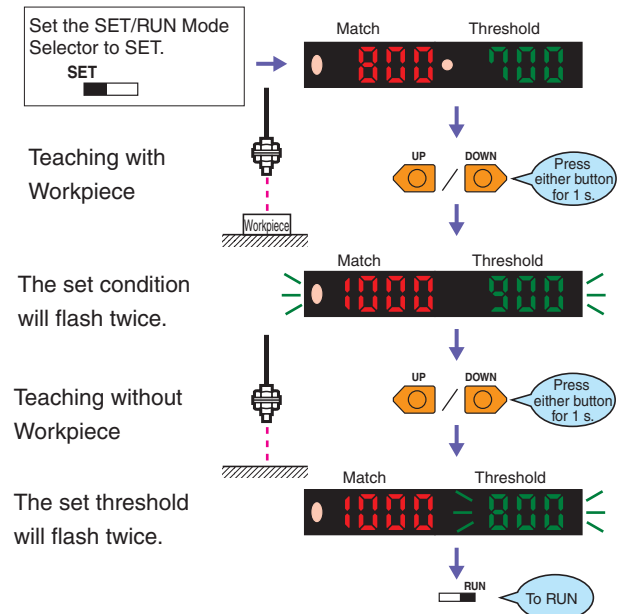 Set the SET/RUN Mode
Selector to SET.
SET
Match Threshold
800 700
Teaching with
Workpiece
UP / DOWN
Press
either button
for 1 s.
Workpiece
Match Threshold
The set condition
will flash twice.
1000 900
Teaching without
Workpiece
UP / DOWN
Press
either button
for 1 s.
Match Threshold
The set threshold
will flash twice.
1000 800
RUN
To RUN